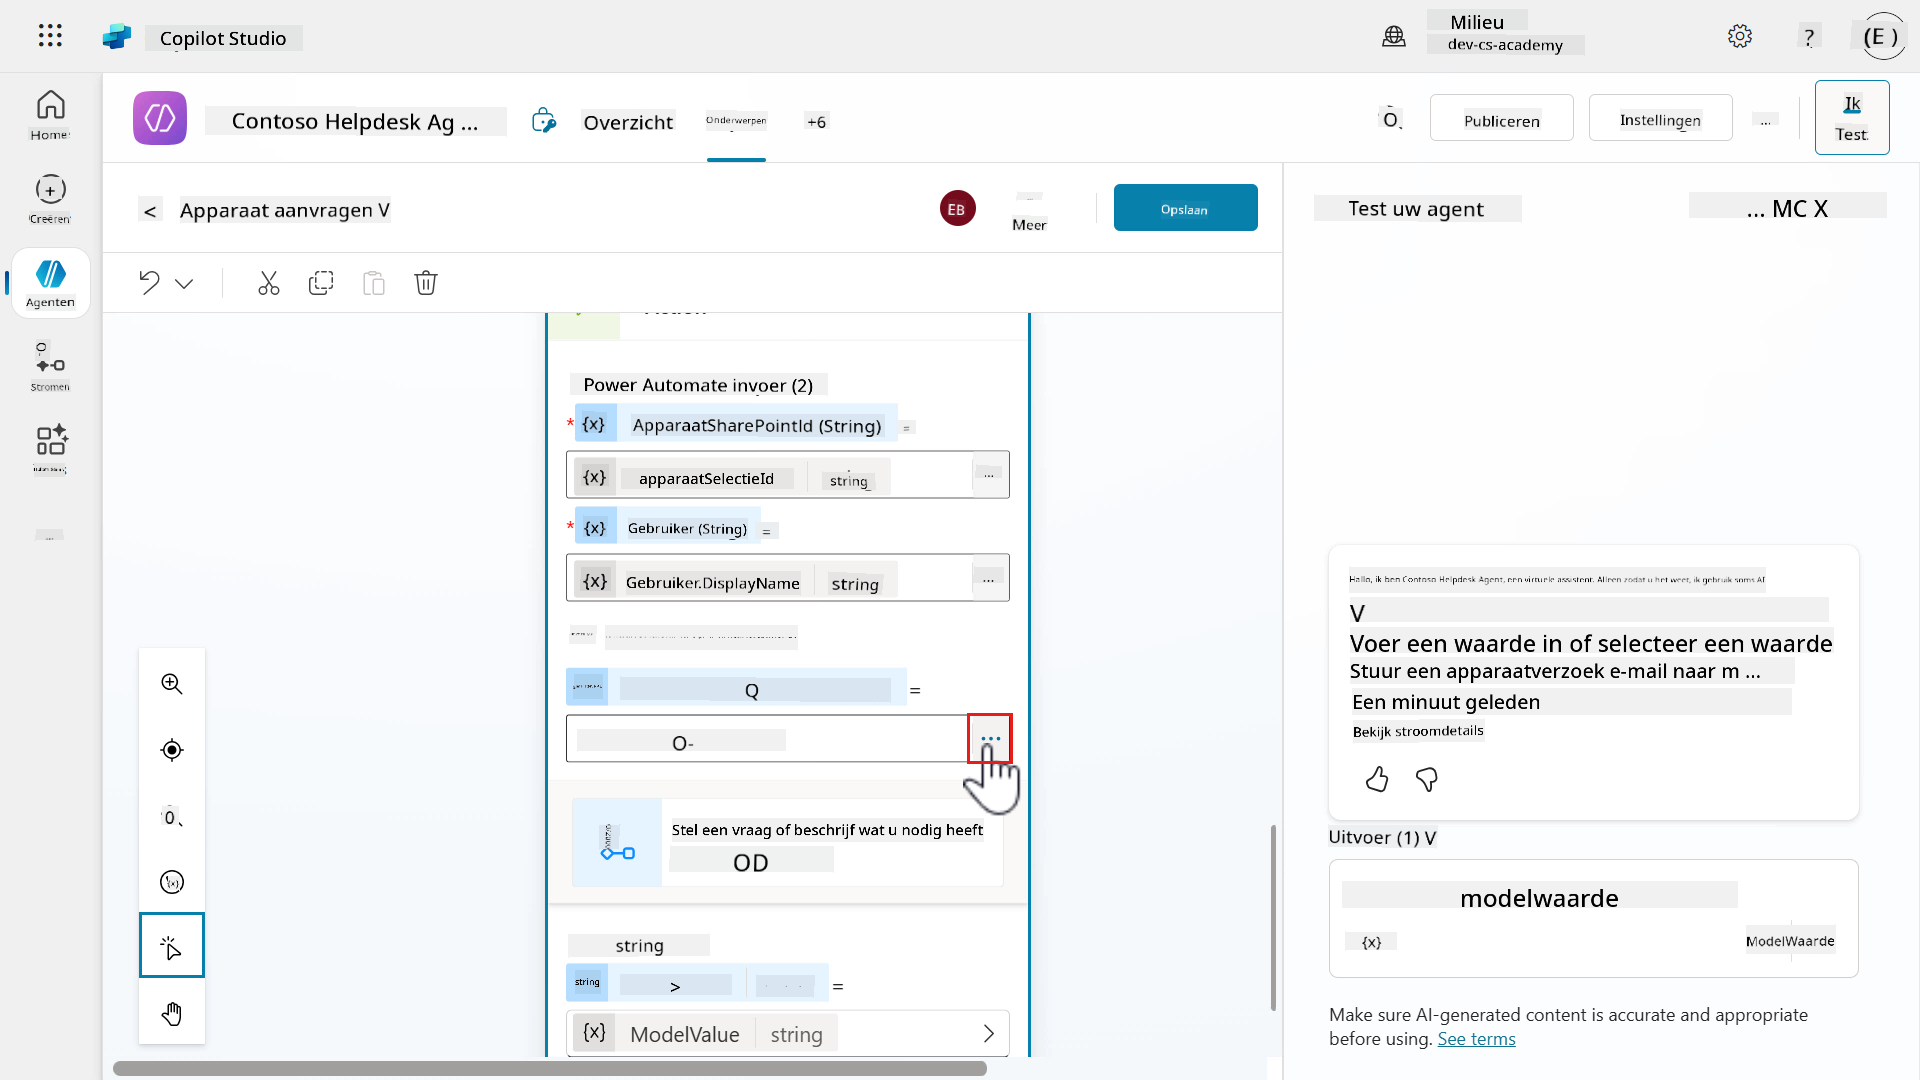 Copilot Studio
Milieu
dev-cs-academy
?
(E )
Home
Creëren
Agenten
Stromen
Contoso Helpdesk Ag ...
Overzicht
Onderwerpen
+6
Publiceren
Instellingen
...
Ik
Test
< Apparaat aanvragen V
EB
Meer
Opslaan
Power Automate invoer (2)
* {x} ApparaatSharePointId (String) =
{x} apparaatSelectieId string ...
* {x} Gebruiker (String) =
{x} Gebruiker.DisplayName string ...
Q =
O- ...
Stel een vraag of beschrijf wat u nodig heeft
OD
string
string > =
{x} ModelValue string
Test uw agent
... MC X
Hallo, ik ben Contoso Helpdesk Agent, een virtuele assistent. Alleen zodat u het weet, ik gebruik soms AI
V
Voer een waarde in of selecteer een waarde
Stuur een apparaatverzoek e-mail naar m ...
Een minuut geleden
Bekijk stroomdetails
Uitvoer (1) V
modelwaarde
{x} ModelWaarde
Make sure AI-generated content is accurate and appropriate
before using. See terms